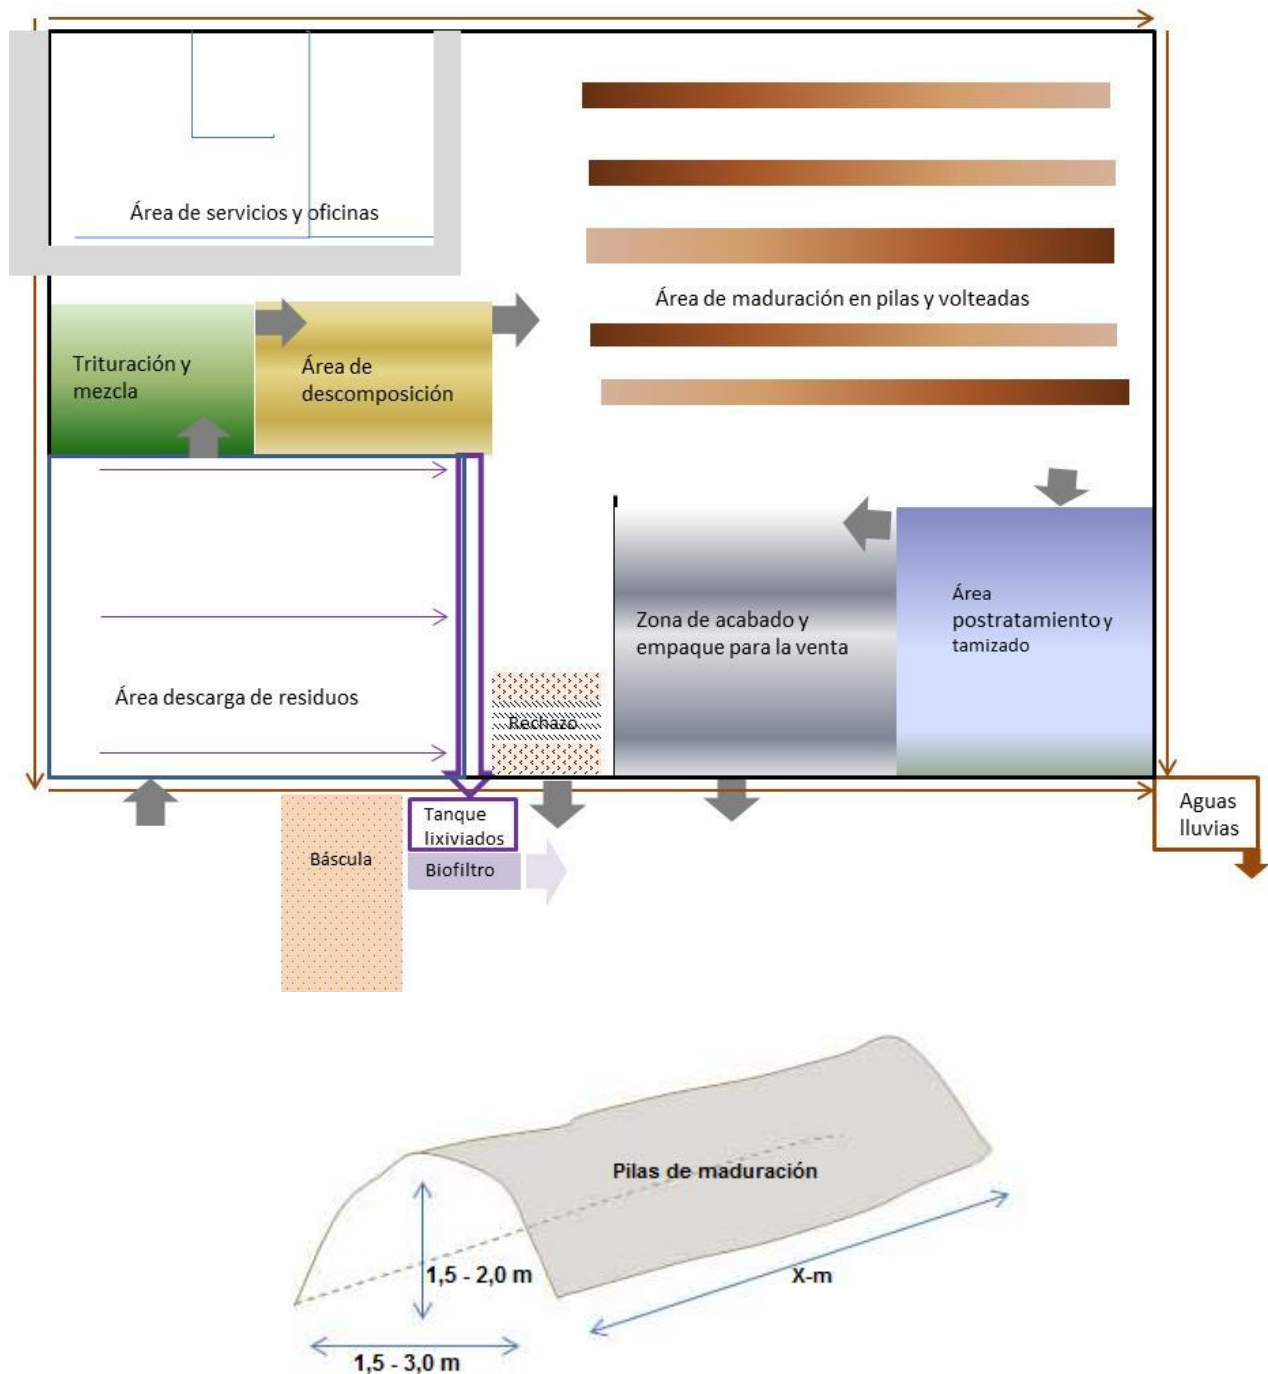 Área de servicios y oficinas
Área de maduración en pilas y volteadas
Trituración y
mezcla
Área de
descomposición
Área
postratamiento y
tamizado
Zona de acabado y
empaque para la venta
Área descarga de residuos
Rechazo
Tanque
lixiviados
Biofiltro
Báscula
Aguas
lluvias
Pilas de maduración
1,5 - 2,0 m
X-m
1,5 - 3,0 m